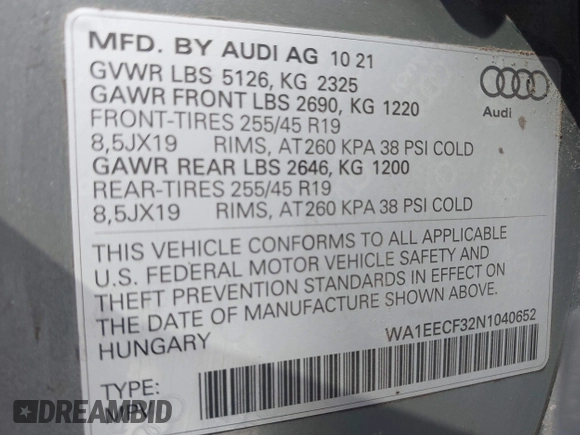 MFD. BY AUDI AG 10 21
GVWR LBS 5126, KG 2325
GAWR FRONT LBS 2690, KG 1220
FRONT-TIRES 255/45 R19
8,5JX19 RIMS, AT260 KPA 38 PSI COLD
GAWR REAR LBS 2646, KG 1200
REAR-TIRES 255/45 R19
8,5JX19 RIMS, AT260 KPA 38 PSI COLD
Audi
THIS VEHICLE CONFORMS TO ALL APPLICABLE
U.S. FEDERAL MOTOR VEHICLE SAFETY AND
THEFT PREVENTION STANDARDS IN EFFECT ON
THE DATE OF MANUFACTURE SHOWN ABOVE.
HUNGARY
WA1EECF32N1040652
TYPE:
MPV
DREAMBID